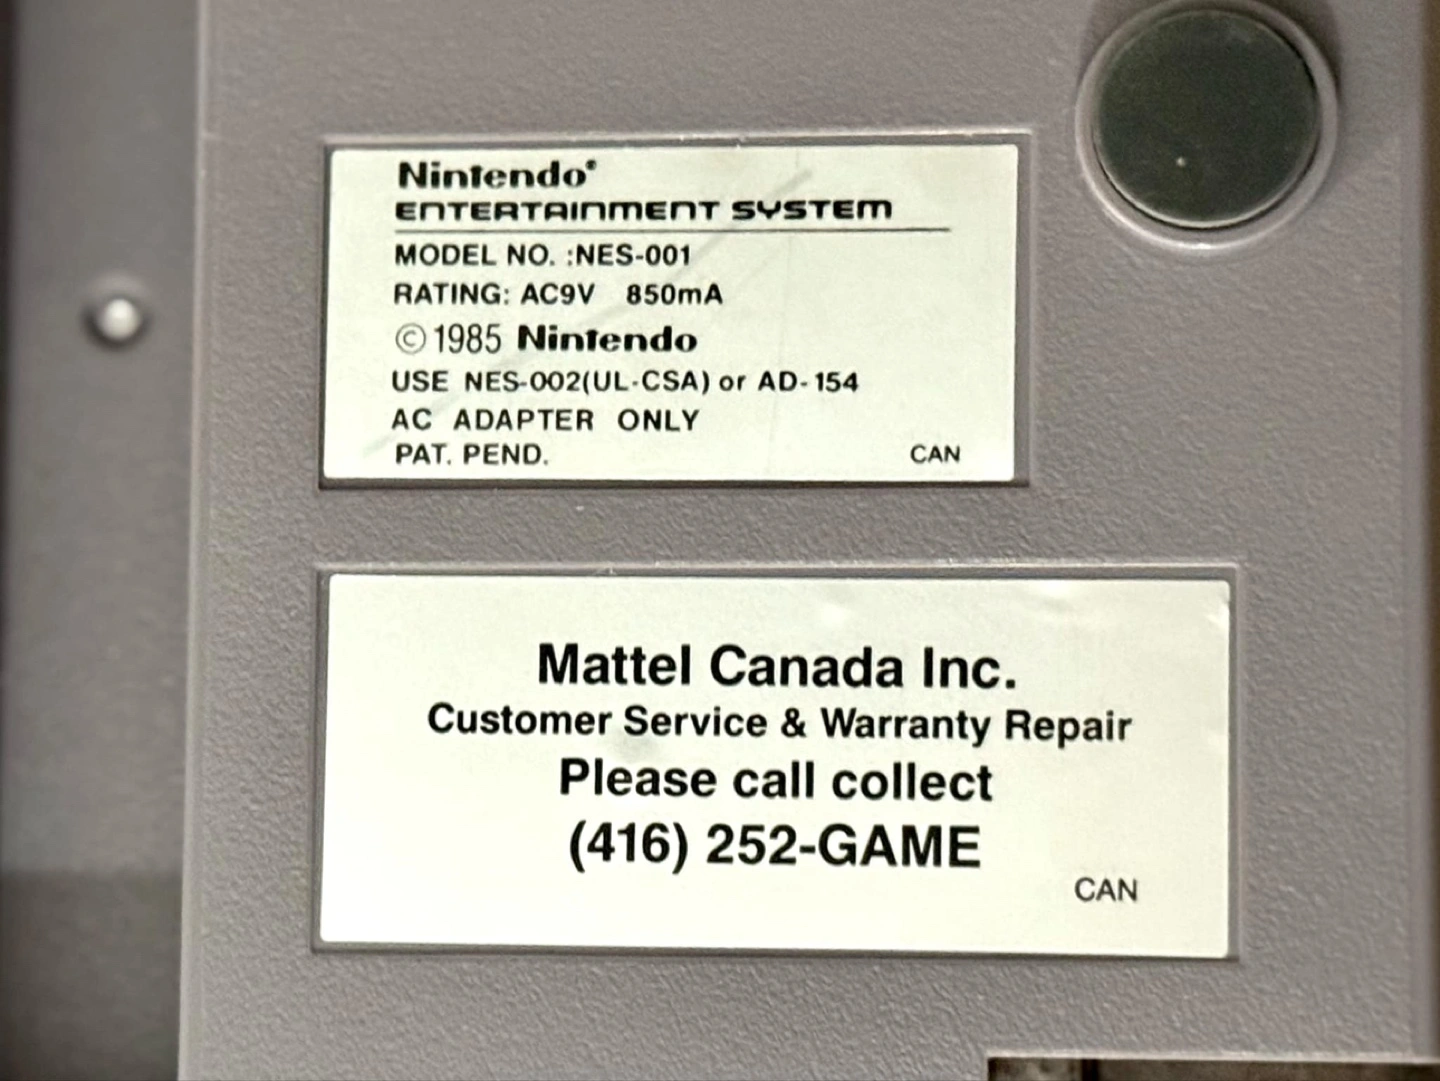 Nintendo®
ENTERTAINMENT SYSTEM
MODEL NO. :NES-001
RATING: AC9V 850mA
©1985 Nintendo
USE NES-002(UL-CSA) or AD-154
AC ADAPTER ONLY
PAT. PEND. CAN
Mattel Canada Inc.
Customer Service & Warranty Repair
Please call collect
(416) 252-GAME
CAN